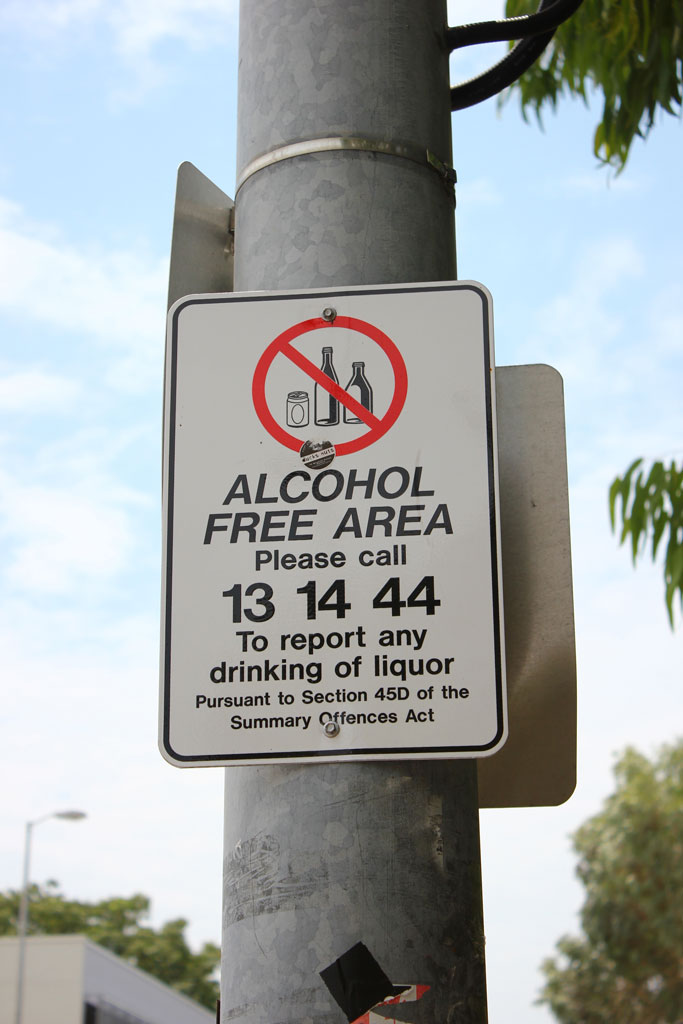 ALCOHOL
FREE AREA
Please call
13 14 44
To report any
drinking of liquor
Pursuant to Section 45D of the
Summary Offences Act